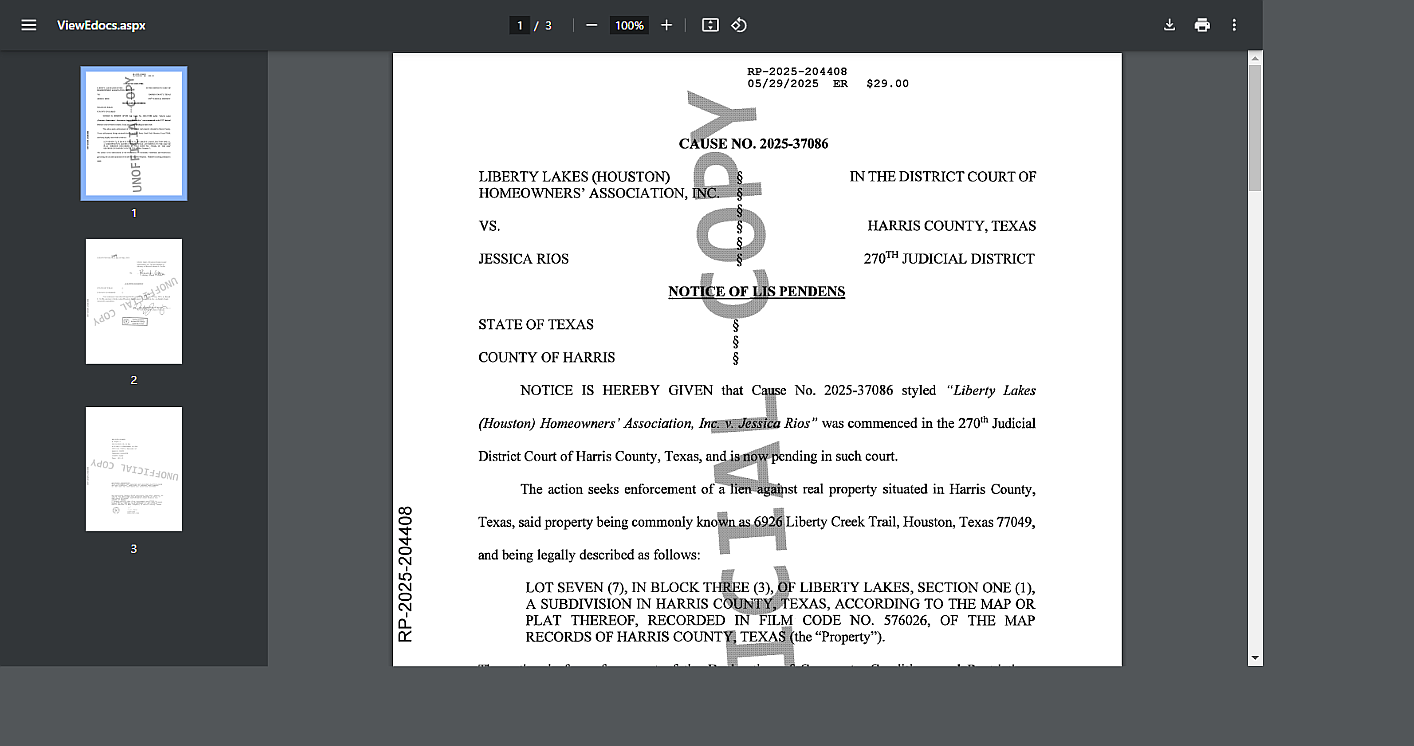 ViewEdocs.aspx
1 / 3
100%
1
2
3
RP-2025-204408
05/29/2025 ER $29.00
CAUSE NO. 2025-37086
LIBERTY LAKES (HOUSTON) § IN THE DISTRICT COURT OF
HOMEOWNERS' ASSOCIATION, INC. §
§
VS. § HARRIS COUNTY, TEXAS
§
JESSICA RIOS § 270TH JUDICIAL DISTRICT
NOTICE OF LIS PENDENS
STATE OF TEXAS §
§
COUNTY OF HARRIS §
NOTICE IS HEREBY GIVEN that Cause No. 2025-37086 styled “Liberty Lakes
(Houston) Homeowners’ Association, Inc. v. Jessica Rios” was commenced in the 270th Judicial
District Court of Harris County, Texas, and is now pending in such court.
The action seeks enforcement of a lien against real property situated in Harris County,
Texas, said property being commonly known as 6926 Liberty Creek Trail, Houston, Texas 77049,
and being legally described as follows:
LOT SEVEN (7), IN BLOCK THREE (3), OF LIBERTY LAKES, SECTION ONE (1),
A SUBDIVISION IN HARRIS COUNTY, TEXAS, ACCORDING TO THE MAP OR
PLAT THEREOF, RECORDED IN FILM CODE NO. 576026, OF THE MAP
RECORDS OF HARRIS COUNTY, TEXAS (the “Property”).
RP-2025-204408
ICIAL COPY
UNOFFICIAL COPY
UNOFFICIAL COPY
UNOFFICIAL COPY